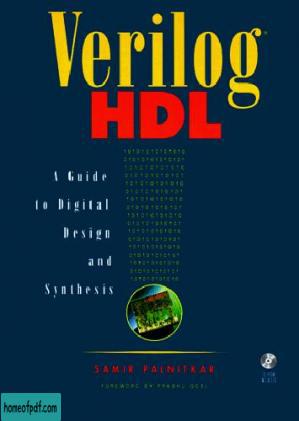 Verilog
HDL
A Guide
to Digital
Design
and
Synthesis
SAMIR PALNITKAR
FOREWORD BY PRABHU GOEL
homeofpdf.com